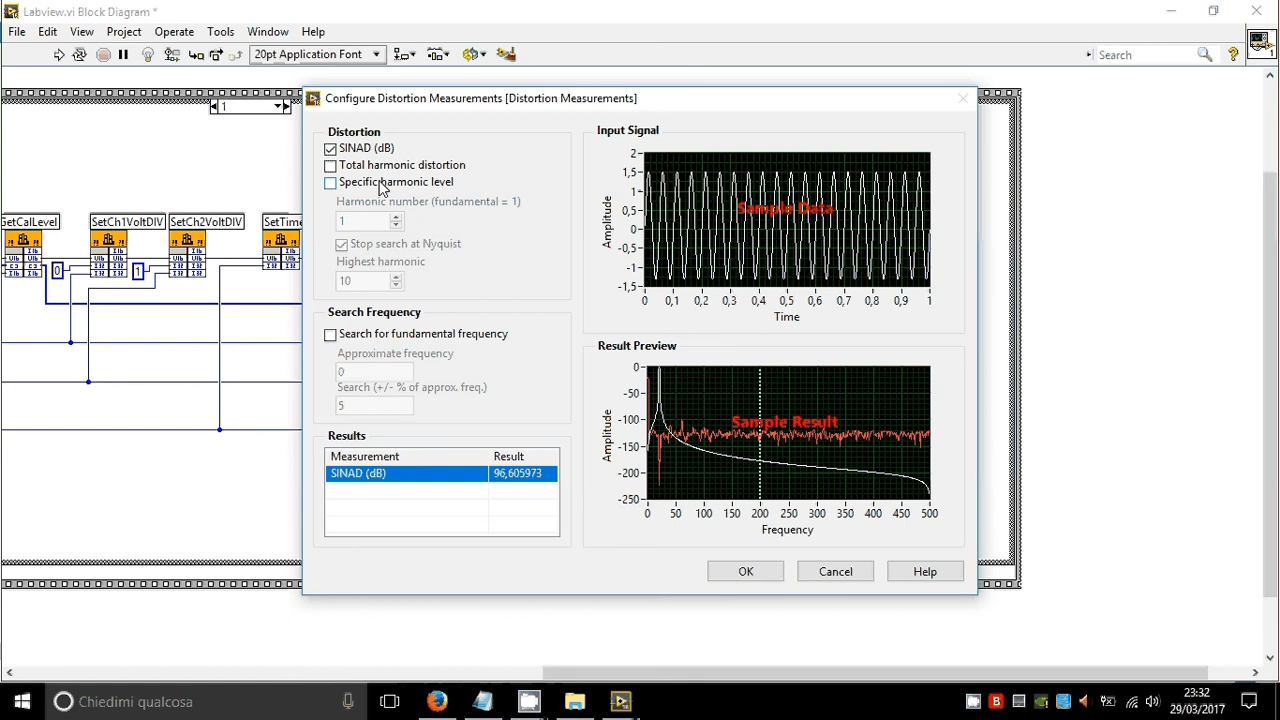 Labview.vi Block Diagram *
File Edit View Project Operate Tools Window Help
20pt Application Font
Search
1
1
GetCalLevel
SetCh1VoltDIV
SetCh2VoltDIV
SetTime
0
1
Configure Distortion Measurements [Distortion Measurements]
Distortion
SINAD (dB)
Total harmonic distortion
Specific harmonic level
Harmonic number (fundamental = 1)
1
Stop search at Nyquist
Highest harmonic
10
Search Frequency
Search for fundamental frequency
Approximate frequency
0
Search (+/- % of approx. freq.)
5
Results
Measurement Result
SINAD (dB) 96,605973
Input Signal
Amplitude
2
1,5
1
0,5
0
-0,5
-1
-1,5
Sample Data
0 0,1 0,2 0,3 0,4 0,5 0,6 0,7 0,8 0,9 1
Time
Result Preview
Amplitude
0
-50
-100
-150
-200
-250
Sample Result
0 50 100 150 200 250 300 350 400 450 500
Frequency
OK Cancel Help
Chiedimi qualcosa
23:32
29/03/2017